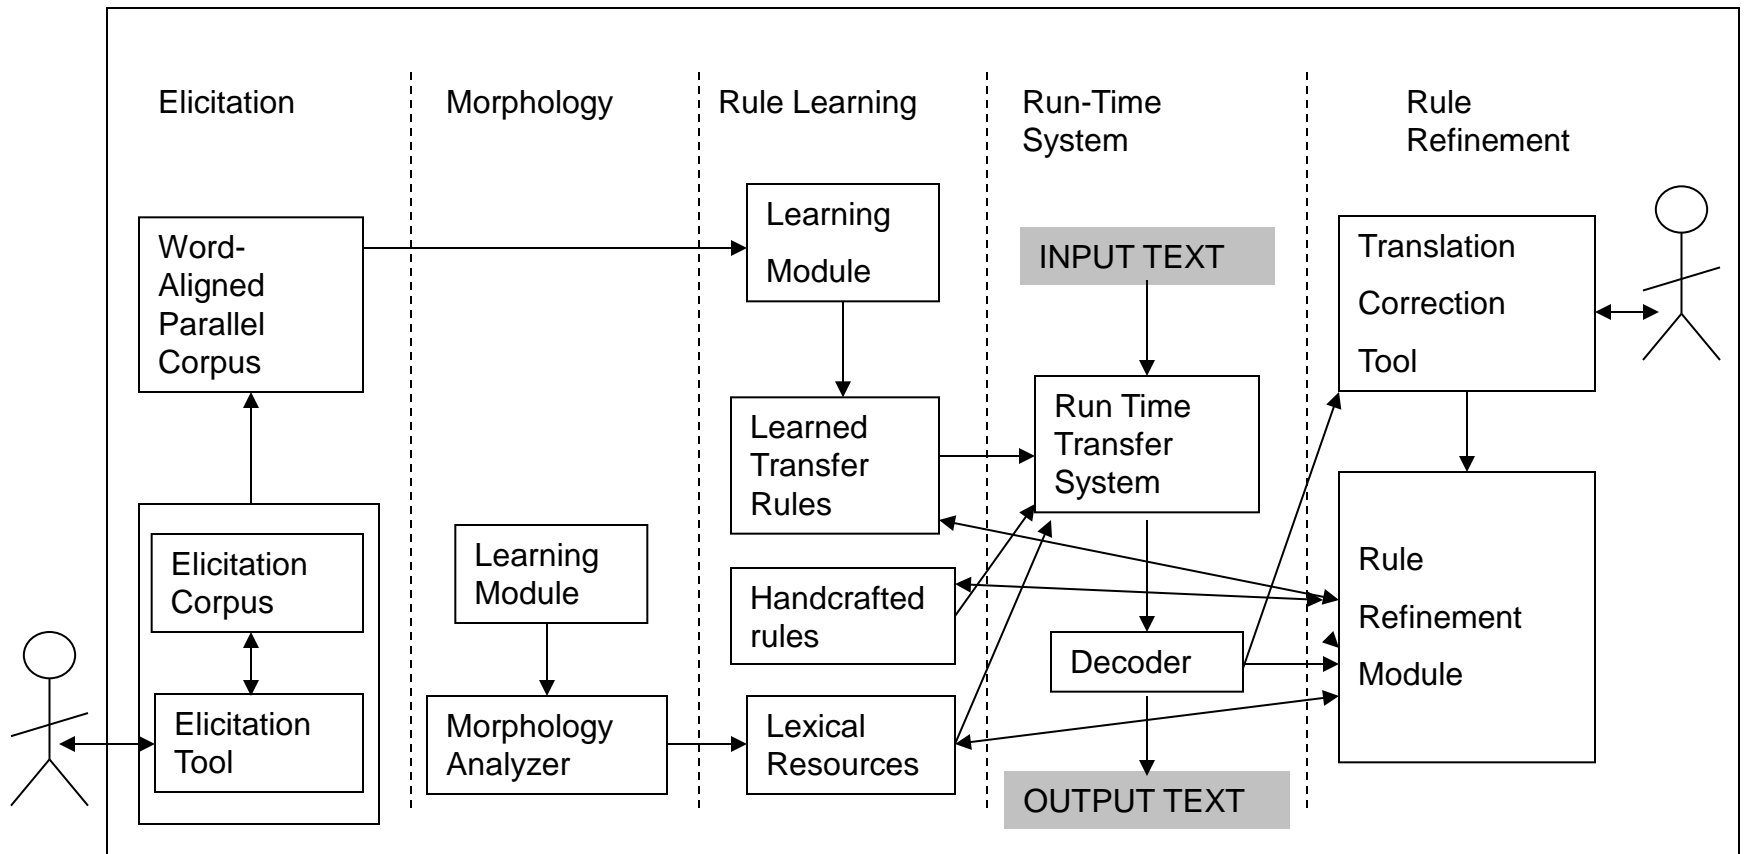 Elicitation
Morphology
Rule Learning
Run-Time
System
Rule
Refinement
Word-
Aligned
Parallel
Corpus
Elicitation
Corpus
Elicitation
Tool
Learning
Module
Morphology
Analyzer
Learning
Module
Learned
Transfer
Rules
Handcrafted
rules
Lexical
Resources
INPUT TEXT
Run Time
Transfer
System
Decoder
OUTPUT TEXT
Translation
Correction
Tool
Rule
Refinement
Module